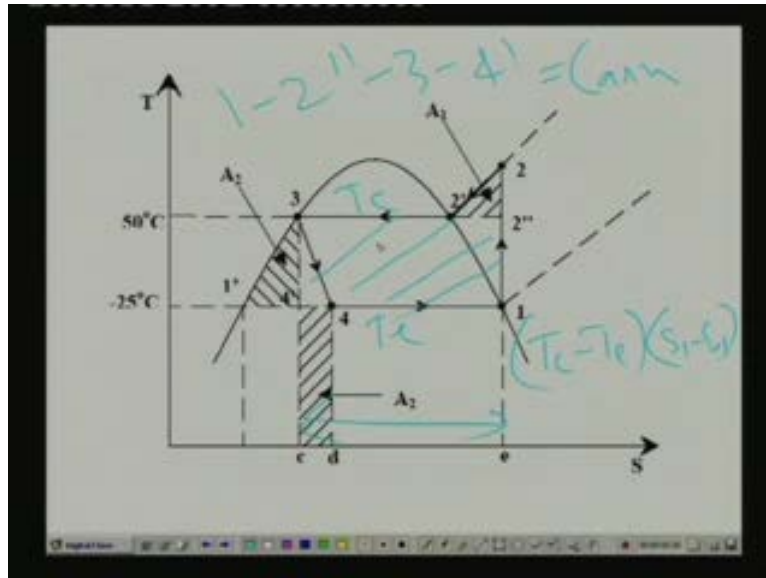 1-2"-3-4' = Carn
T
A₁
A₂
3
2
Tc
2'
2"
50°C
1'
4'
-25°C
4
1
Te
(Tc-Te)(S₁-S₃)
A₂
c
d
e
S